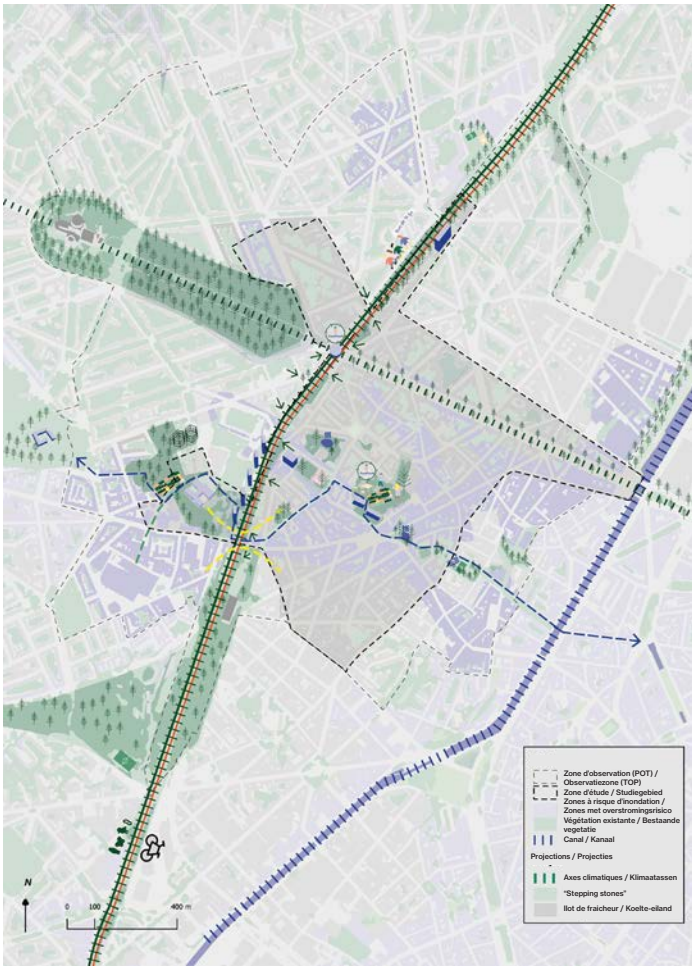 N
0 100 400 m
Zone d'observation (POT) /
Observatiezone (TOP)
Zone d'étude / Studiegebied
Zones à risque d'inondation /
Zones met overstromingsrisico
Végétation existante / Bestaande
vegetatie
Canal / Kanaal
Projections / Projecties
Axes climatiques / Klimaatassen
"Stepping stones"
Ilot de fraicheur / Koelte-eiland